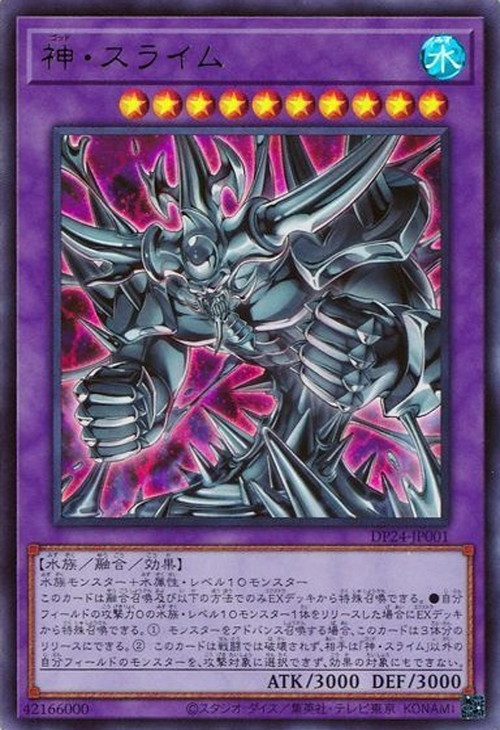 ゴッド
神・スライム
水
DP24-JP001
【水族／融合／効果】
水族モンスター＋水属性・レベル１０モンスター
このカードは融合召喚及び以下の方法でのみEXデッキから特殊召喚できる。●自分
フィールドの攻撃力０の水族・レベル１０モンスター１体をリリースした場合にEXデッキ
から特殊召喚できる。①：モンスターをアドバンス召喚する場合、このカードは３体分の
リリースにできる。②：このカードは戦闘では破壊されず、相手は「神・スライム」以外の
自分フィールドのモンスターを、攻撃対象に選択できず、効果の対象にもできない。
ATK/3000 DEF/3000
42166000 ©スタジオ・ダイス／集英社・テレビ東京 KONAMI